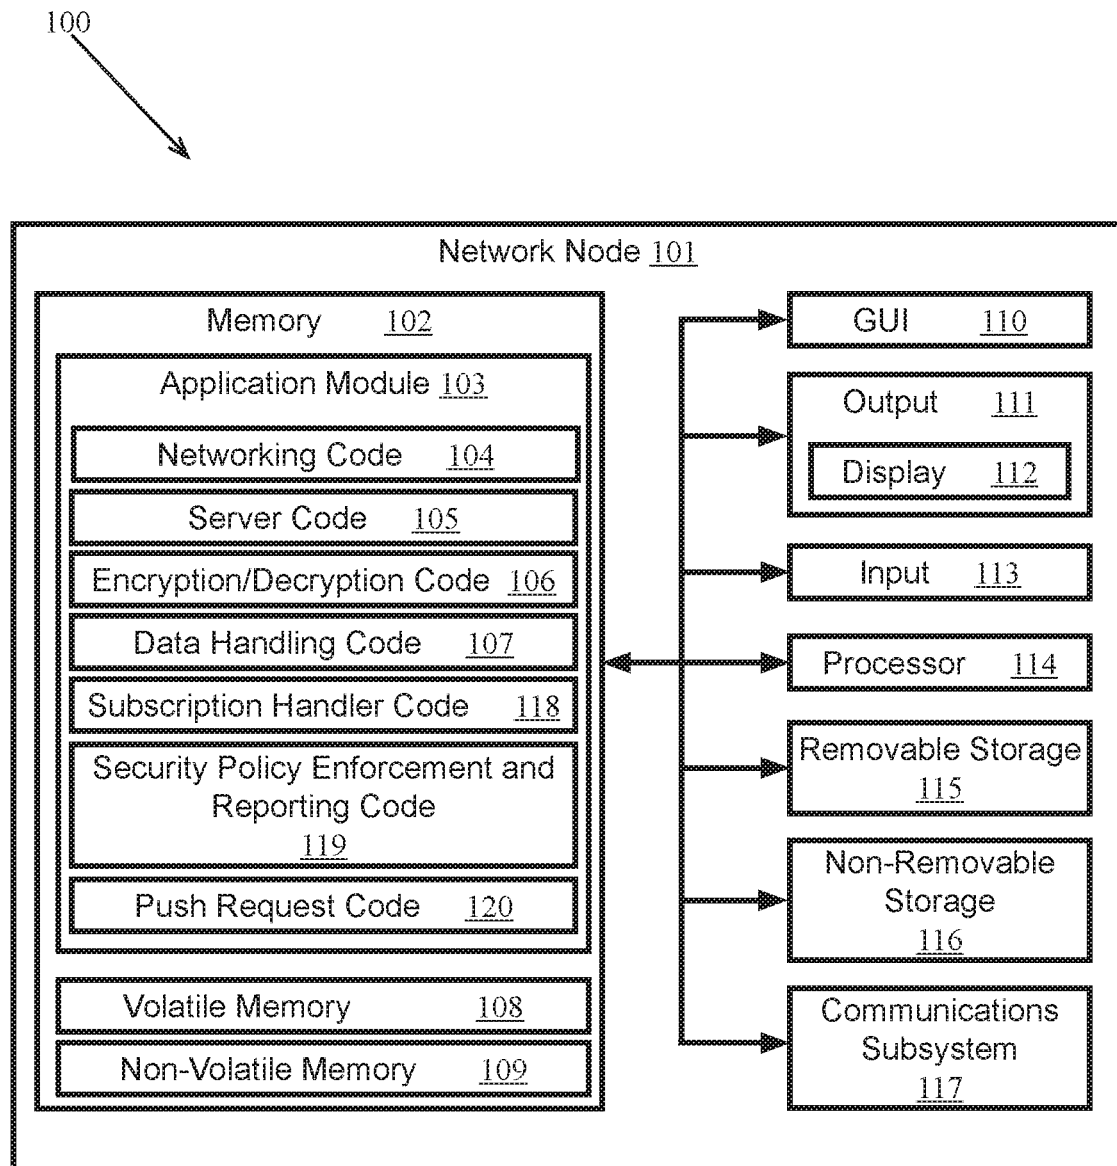 100
Network Node 101
Memory 102
Application Module 103
Networking Code 104
Server Code 105
Encryption/Decryption Code 106
Data Handling Code 107
Subscription Handler Code 118
Security Policy Enforcement and
Reporting Code
119
Push Request Code 120
Volatile Memory 108
Non-Volatile Memory 109
GUI 110
Output 111
Display 112
Input 113
Processor 114
Removable Storage
115
Non-Removable
Storage
116
Communications
Subsystem
117